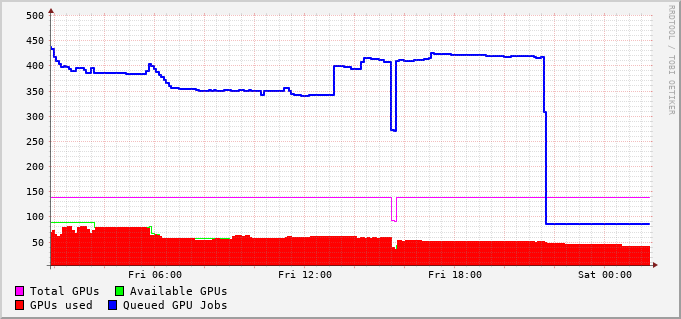 500
450
400
350
300
250
200
150
100
50
Fri 06:00 Fri 12:00 Fri 18:00 Sat 00:00
Total GPUs Available GPUs
GPUs used Queued GPU Jobs
RRDTOOL / TOBI OETIKER